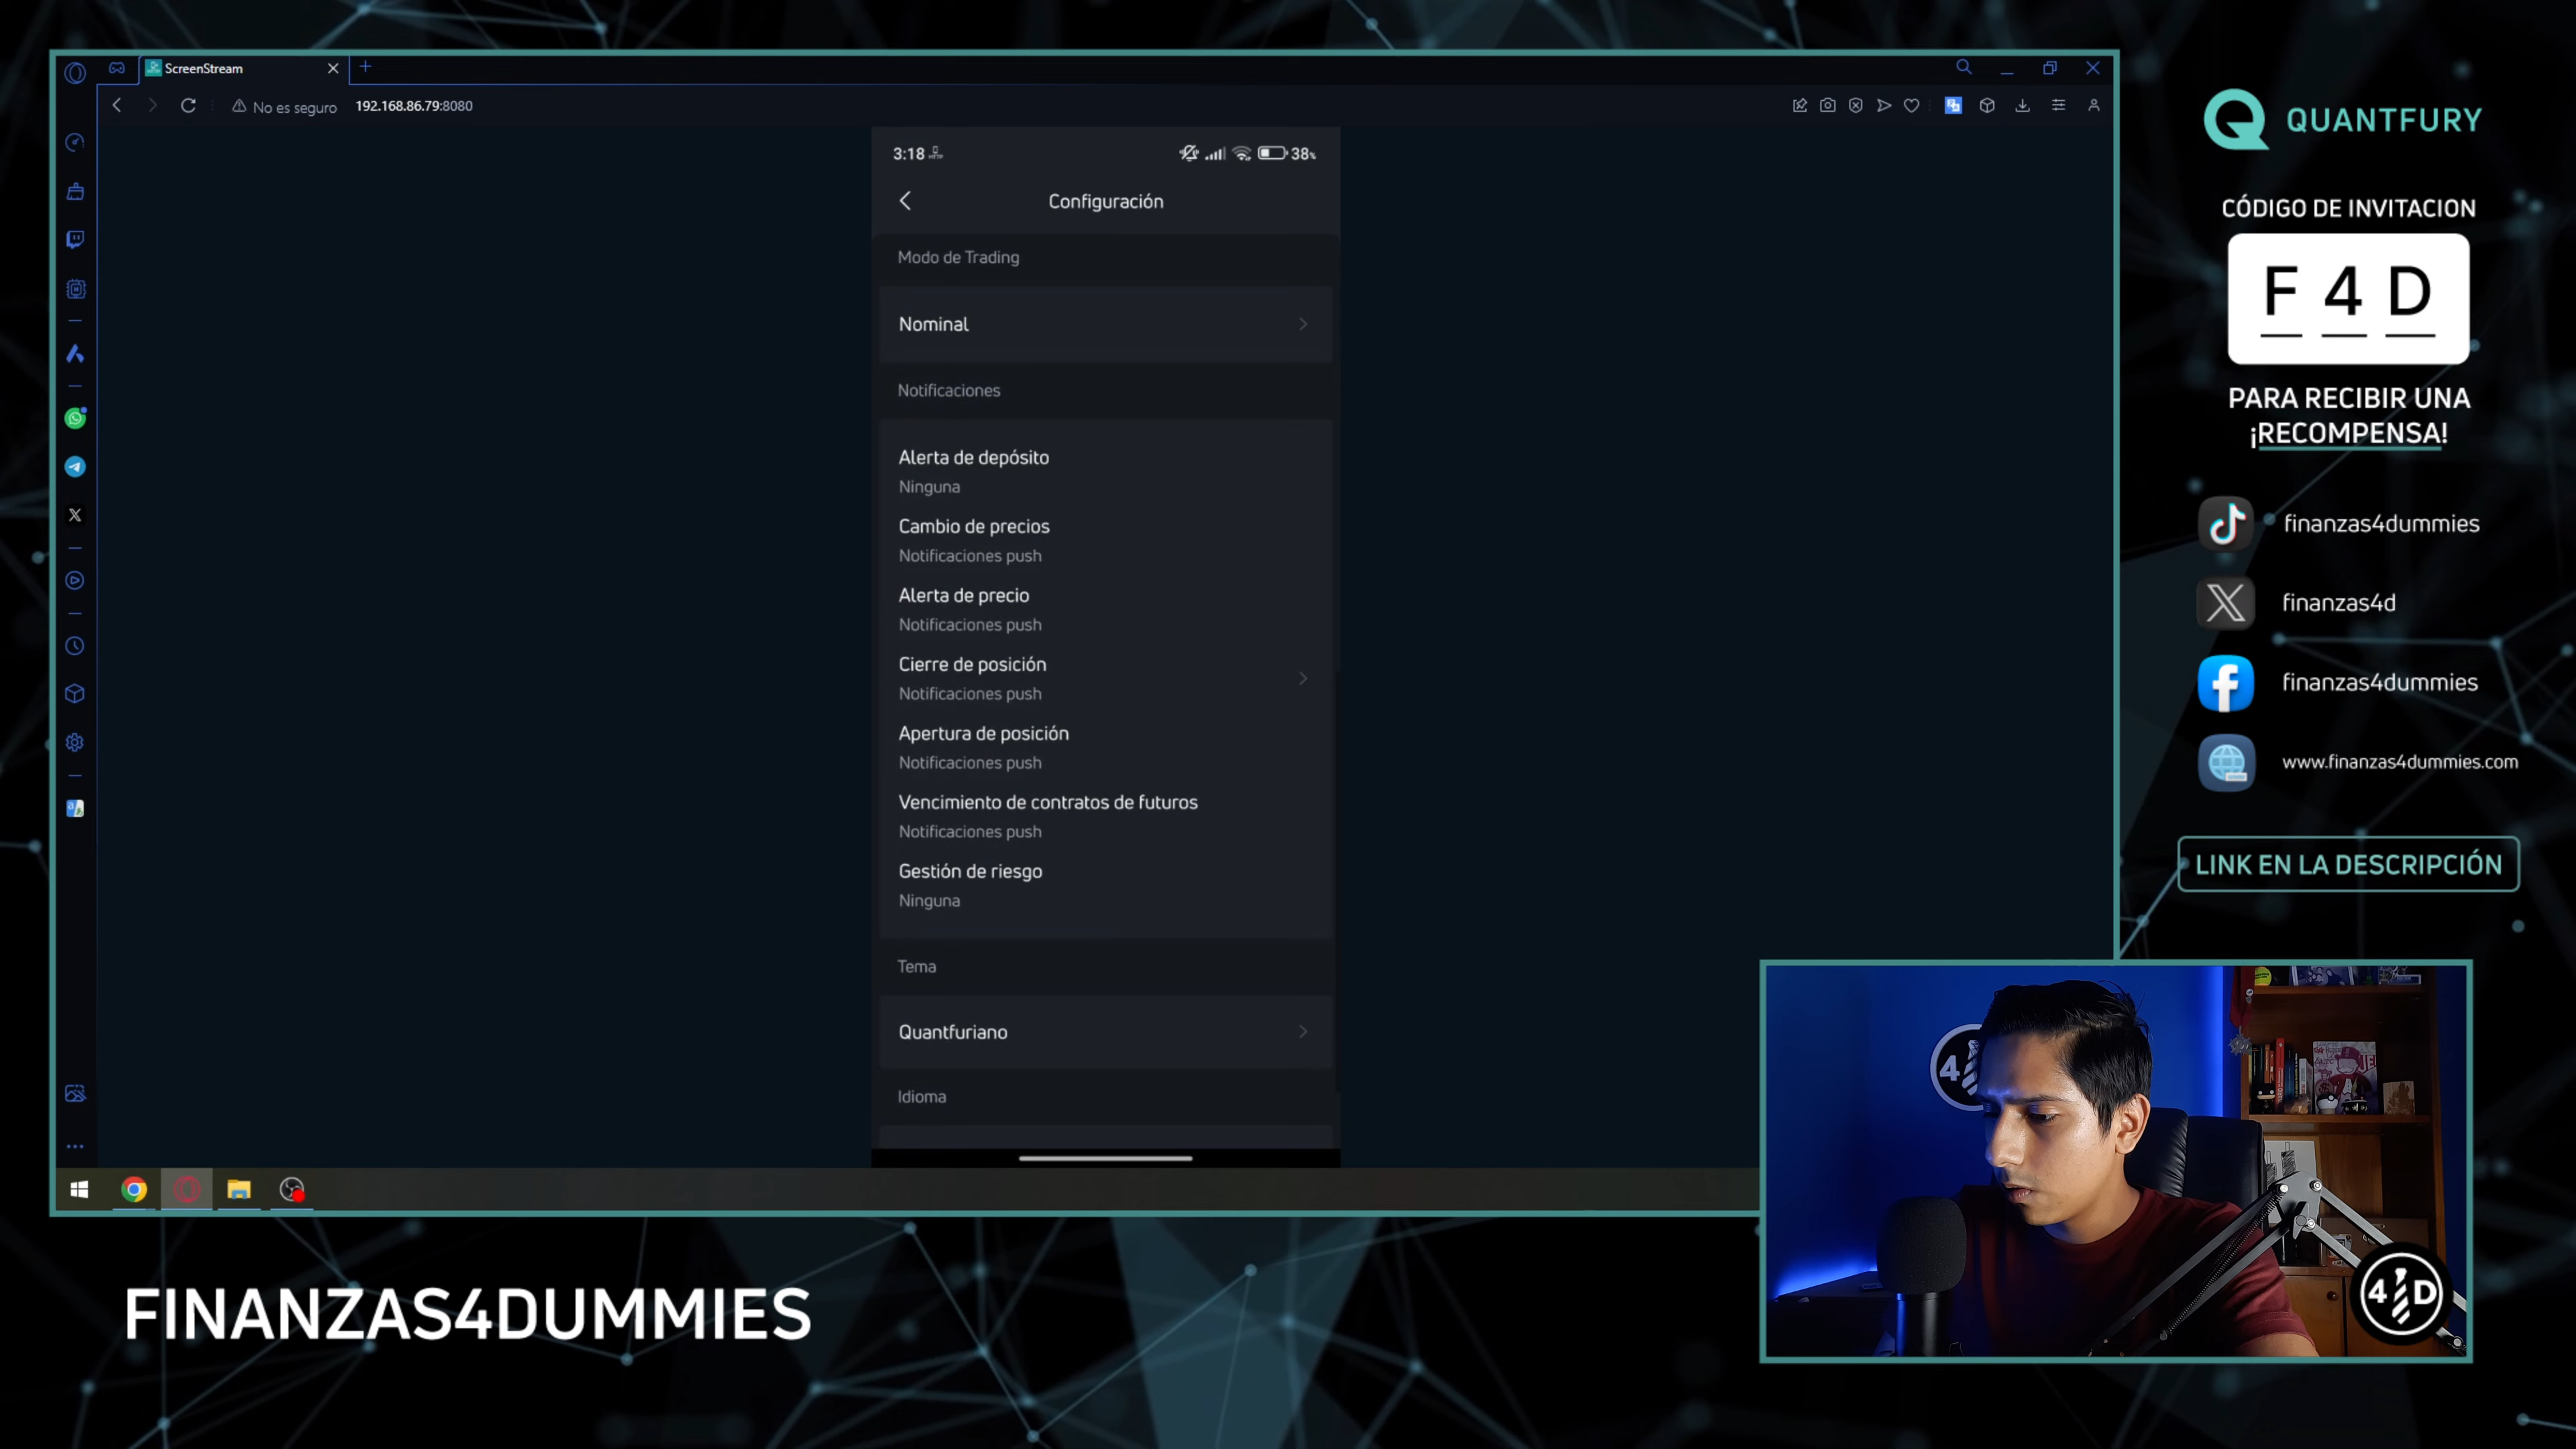 ScreenStream
No es seguro
192.168.86.79:8080
3:18
38%
Configuración
Modo de Trading
Nominal
Notificaciones
Alerta de depósito
Ninguna
Cambio de precios
Notificaciones push
Alerta de precio
Notificaciones push
Cierre de posición
Notificaciones push
Apertura de posición
Notificaciones push
Vencimiento de contratos de futuros
Notificaciones push
Gestión de riesgo
Ninguna
Tema
Quantfuriano
Idioma
QUANTFURY
CÓDIGO DE INVITACION
F 4 D
PARA RECIBIR UNA
¡RECOMPENSA!
finanzas4dummies
finanzas4d
finanzas4dummies
www.finanzas4dummies.com
LINK EN LA DESCRIPCIÓN
4
4 D
FINANZAS4DUMMIES